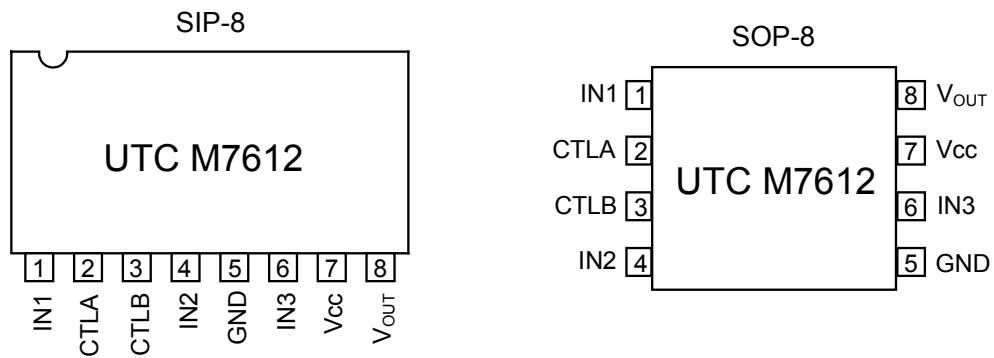 SIP-8
UTC M7612
1 2 3 4 5 6 7 8
IN1 CTLA CTLB IN2 GND IN3 Vcc VOUT
SOP-8
IN1 1
CTLA 2
CTLB 3
IN2 4
UTC M7612
8 VOUT
7 Vcc
6 IN3
5 GND